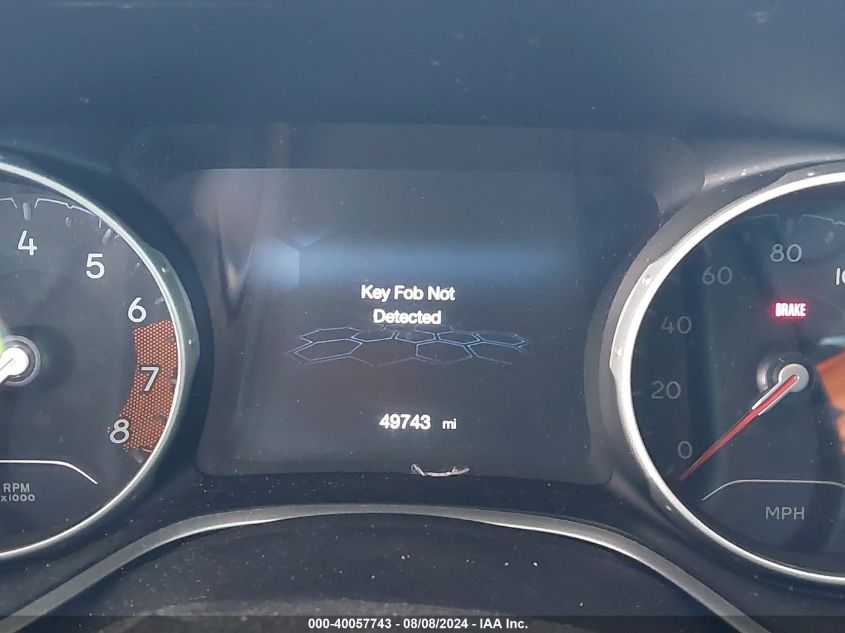 4
5
6
7
8
RPM
x1000
Key Fob Not
Detected
49743 mi
80
60
40
20
0
BRAKE
MPH
000-40057743 - 08/08/2024 - IAA Inc.